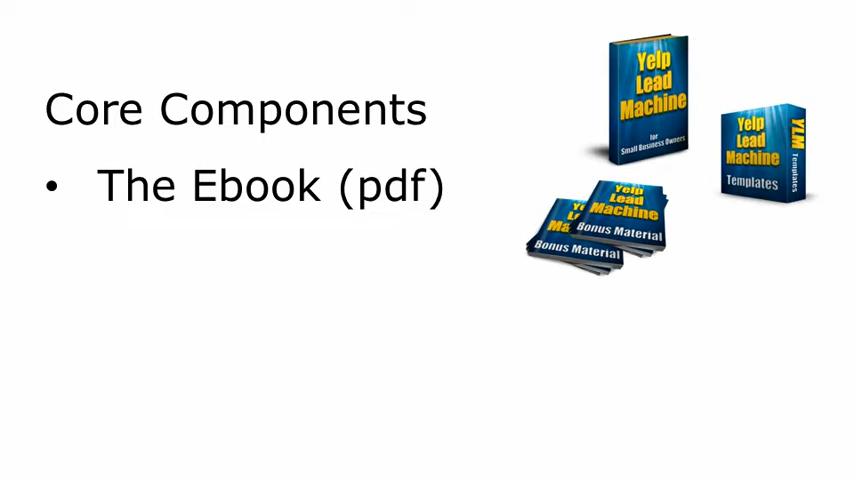 Core Components
• The Ebook (pdf)
Yelp
Lead
Machine
for
Small Business Owners
Yelp
Lead
Machine
Templates
YLM
Templates
Yelp
Lead
Machine
Bonus Material
Bonus Material